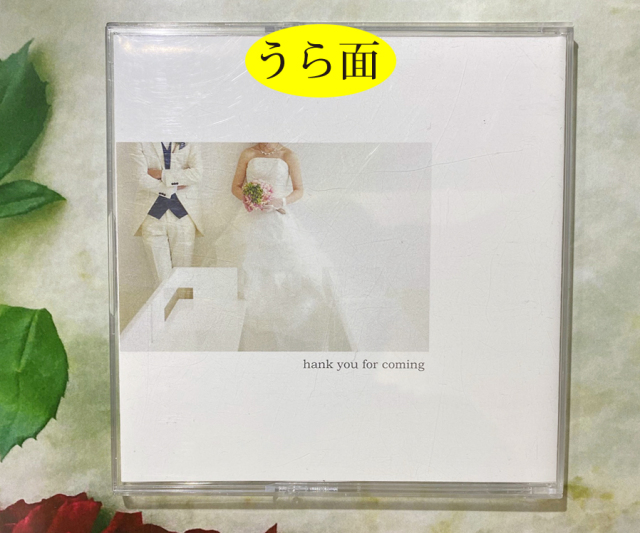 うら面
hank you for coming